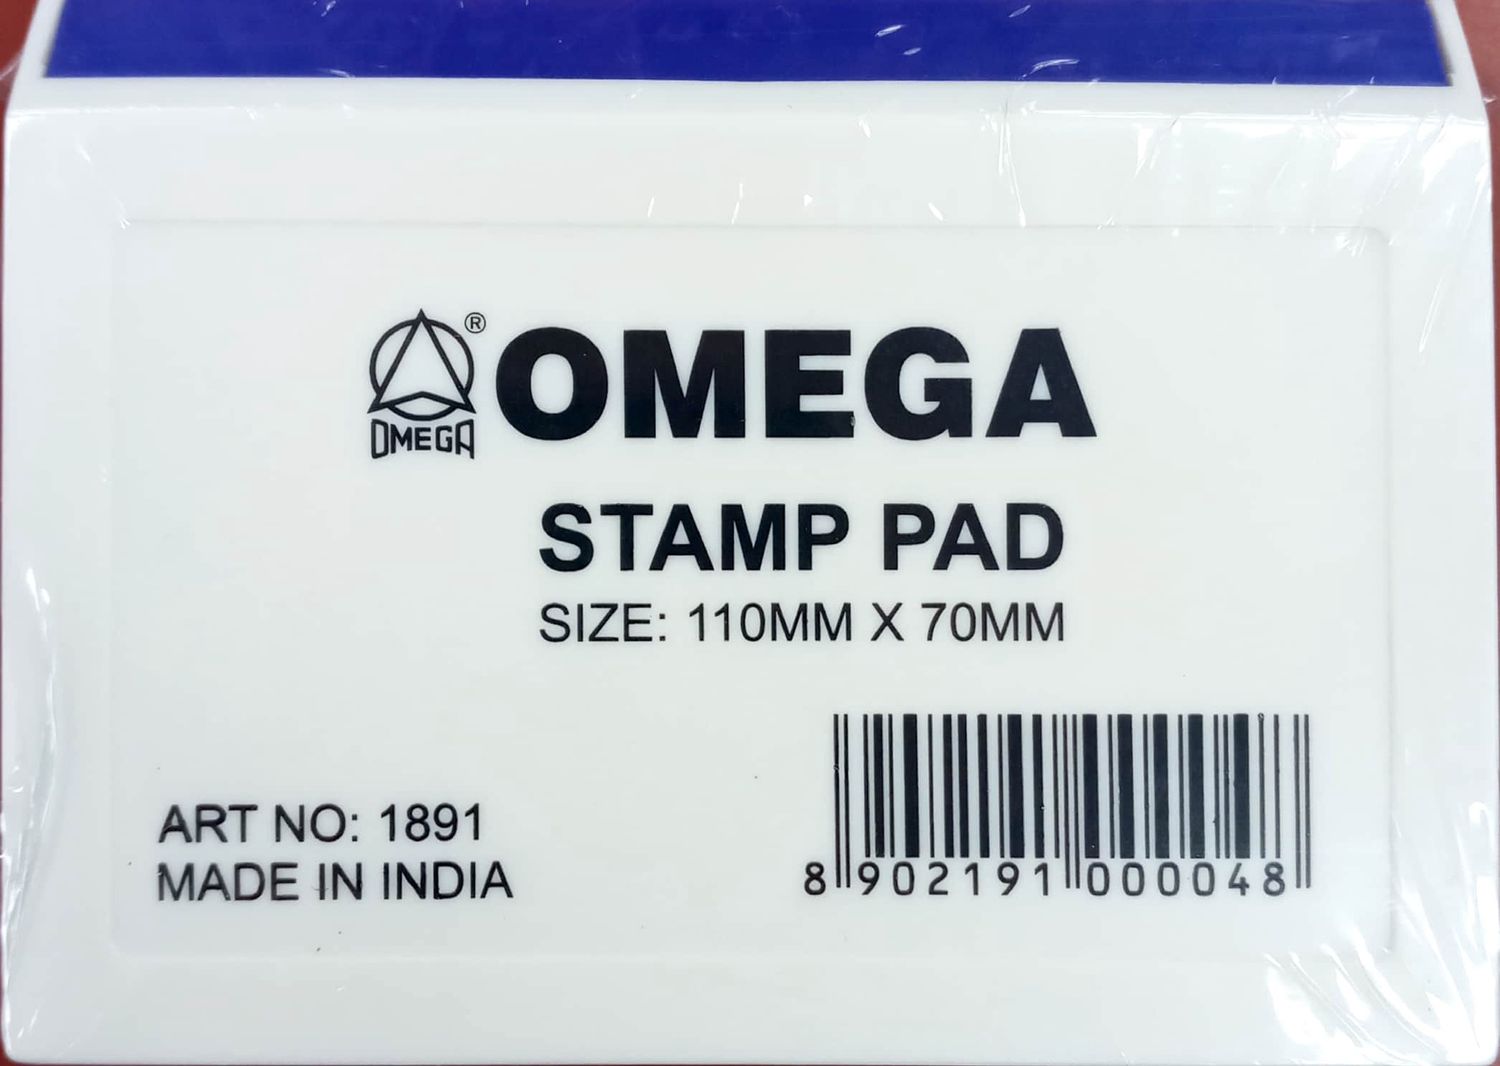 ® OMEGA
OMEGA
STAMP PAD
SIZE: 110MM X 70MM
ART NO: 1891
MADE IN INDIA
8 902191 000048